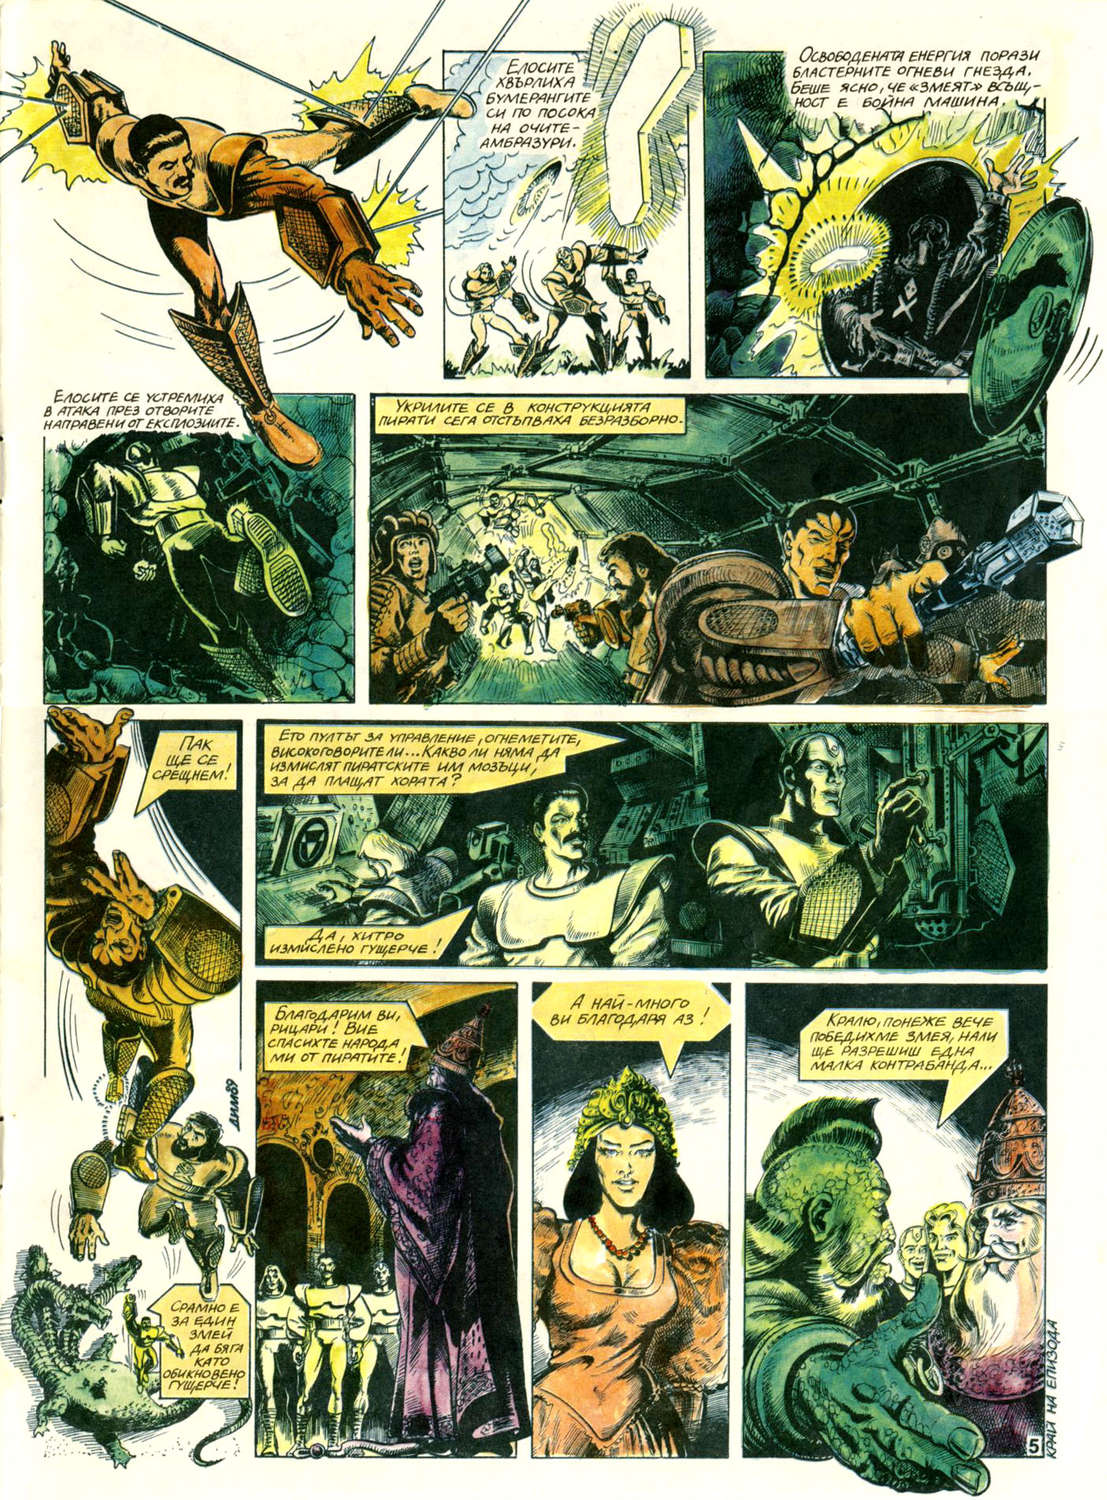 ЕЛОСИТЕ
ХВЪРЛИХА
БУМЕРАНГИТЕ
СИ ПО ПОСОКА
НА ОЧИТЕ-
АМБРАЗУРИ.
ОСВОБОДЕНАТА ЕНЕРГИЯ ПОРАЗИ
БЛАСТЕРНИТЕ ОГНЕВИ ГНЕЗДА.
БЕШЕ ЯСНО, ЧЕ «ЗМЕЯТ» ВСЪЩ-
НОСТ Е БОЙНА МАШИНА.
ЕЛОСИТЕ СЕ УСТРЕМИХА
В АТАКА ПРЕЗ ОТВОРИТЕ
НАПРАВЕНИ ОТ ЕКСПЛОЗИИТЕ.
УКРИЛИТЕ СЕ В КОНСТРУКЦИЯТА
ПИРАТИ СЕГА ОТСТЪПВАХА БЕЗРАЗБОРНО.
ПАК
ЩЕ СЕ
СРЕЩНЕМ!
ДИМ89
СРАМНО Е
ЗА ЕДИН
ЗМЕЙ
ДА БЯГА
КАТО
ОБИКНОВЕНО
ГУЩЕРЧЕ!
ЕТО ПУЛТЪТ ЗА УПРАВЛЕНИЕ, ОГНЕМЕТИТЕ,
ВИСОКОГОВОРИТЕЛИ... КАКВО ЛИ НЯМА ДА
ИЗМИСЛЯТ ПИРАТСКИТЕ ИМ МОЗЪЦИ,
ЗА ДА ПЛАЩАТ ХОРАТА?
ДА, ХИТРО
ИЗМИСЛЕНО ГУЩЕРЧЕ!
БЛАГОДАРИМ ВИ,
РИЦАРИ! ВИЕ
СПАСИХТЕ НАРОДА
МИ ОТ ПИРАТИТЕ!
А НАЙ-МНОГО
ВИ БЛАГОДАРЯ АЗ!
КРАЛЮ, ПОНЕЖЕ ВЕЧЕ
ПОБЕДИХМЕ ЗМЕЯ, НАЛИ
ЩЕ РАЗРЕШИШ ЕДНА
МАЛКА КОНТРАБАНДА...
5
КРАЙ НА ЕПИЗОДА